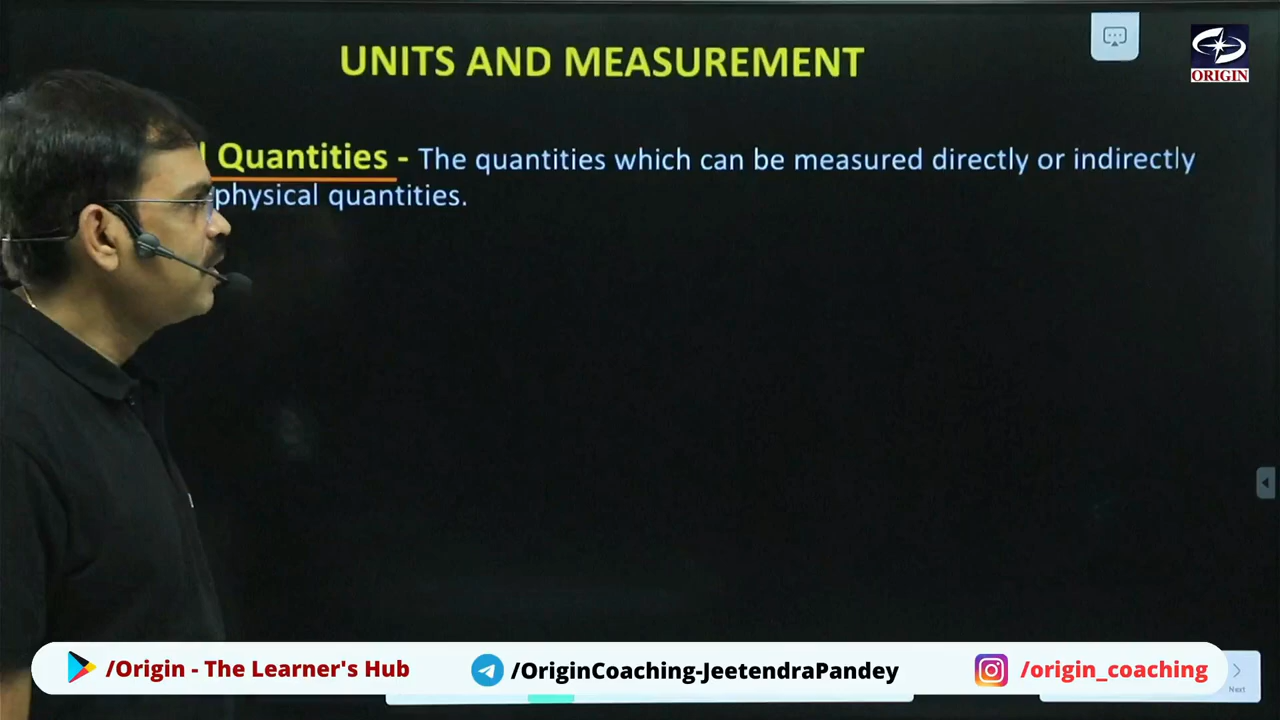 UNITS AND MEASUREMENT
ORIGIN
Quantities - The quantities which can be measured directly or indirectly
physical quantities.
/Origin - The Learner's Hub
/OriginCoaching-JeetendraPandey
/origin_coaching
Next